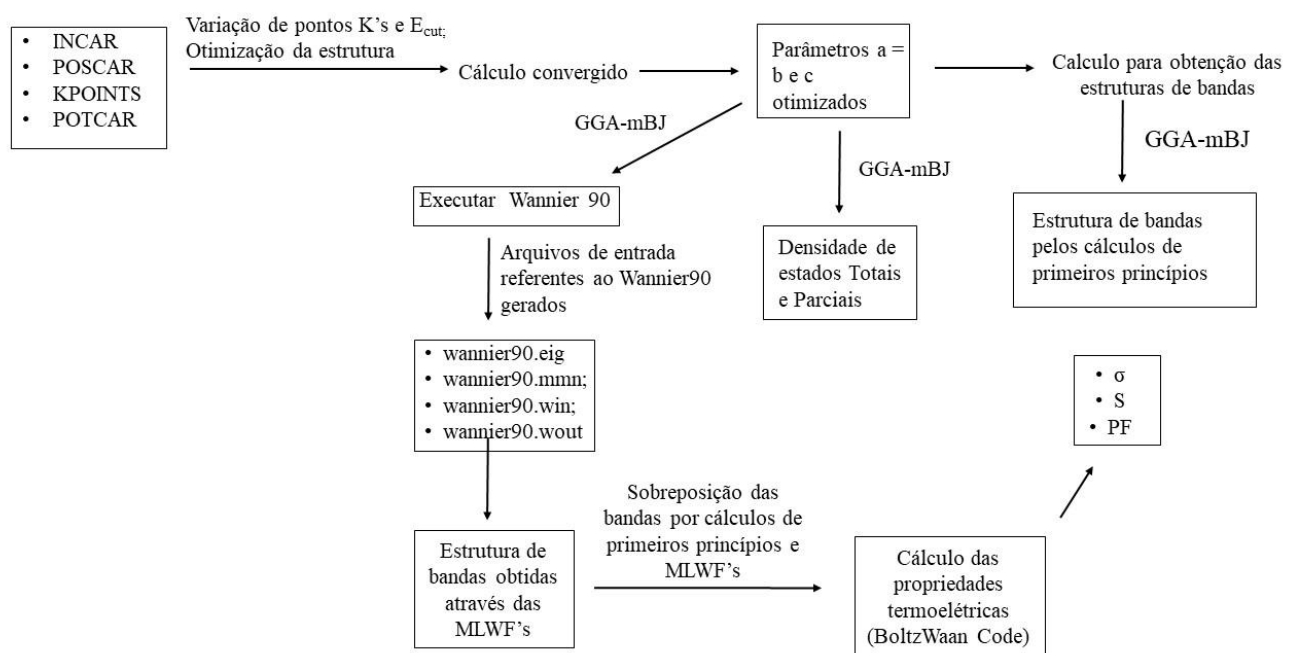 • INCAR
• POSCAR
• KPOINTS
• POTCAR
Variação de pontos K's e Ecut;
Otimização da estrutura
Cálculo convergido
Parâmetros a =
b e c
otimizados
Calculo para obtenção das
estruturas de bandas
GGA-mBJ
GGA-mBJ
GGA-mBJ
Executar Wannier 90
Densidade de
estados Totais
e Parciais
Estrutura de bandas
pelos cálculos de
primeiros princípios
Arquivos de entrada
referentes ao Wannier90
gerados
• wannier90.eig
• wannier90.mmn;
• wannier90.win;
• wannier90.wout
• σ
• S
• PF
Estrutura de
bandas obtidas
através das
MLWF's
Sobreposição das
bandas por cálculos de
primeiros princípios e
MLWF's
Cálculo das
propriedades
termoelétricas
(BoltzWaan Code)